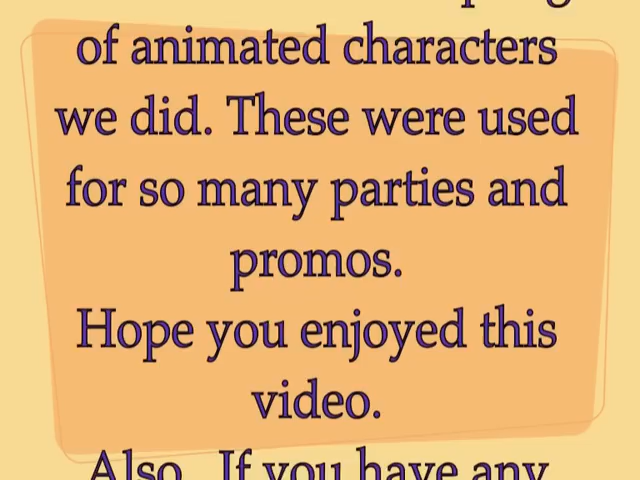 of animated characters
we did. These were used
for so many parties and
promos.
Hope you enjoyed this
video.
Also. If you have any